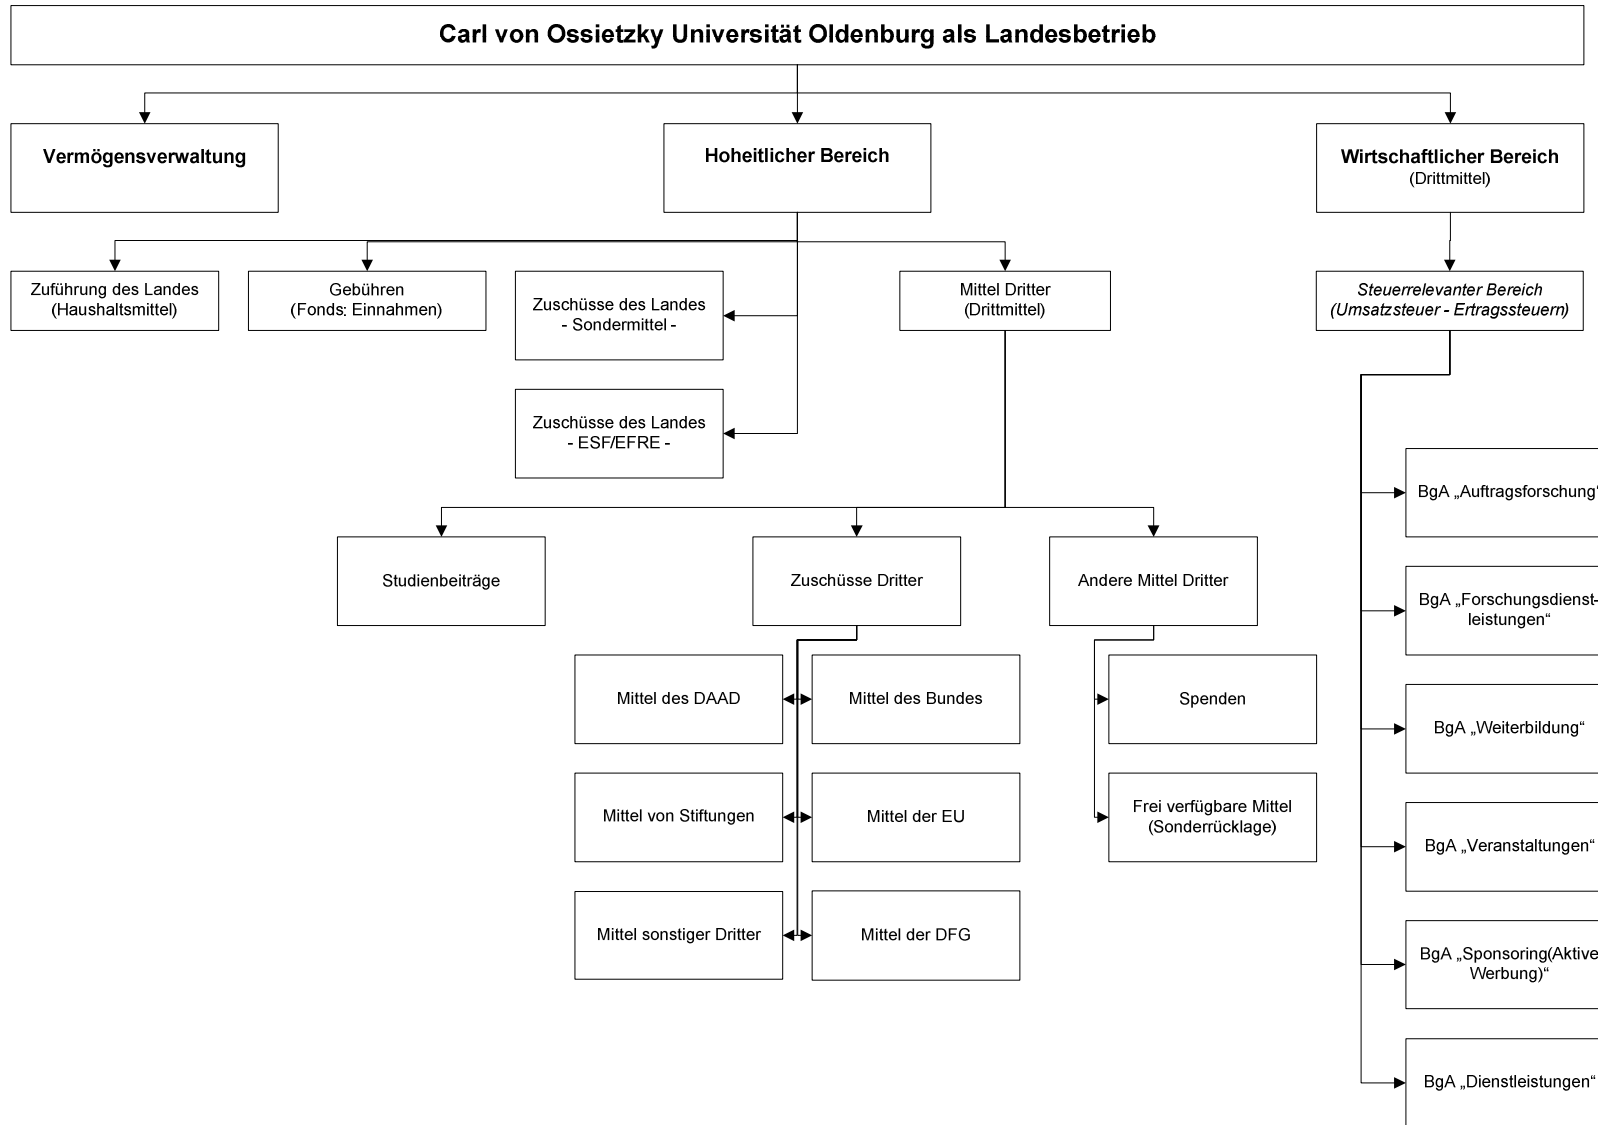 Carl von Ossietzky Universität Oldenburg als Landesbetrieb
Vermögensverwaltung
Hoheitlicher Bereich
Wirtschaftlicher Bereich
(Drittmittel)
Zuführung des Landes
(Haushaltsmittel)
Gebühren
(Fonds: Einnahmen)
Zuschüsse des Landes
- Sondermittel -
Mittel Dritter
(Drittmittel)
Steuerrelevanter Bereich
(Umsatzsteuer - Ertragssteuern)
Zuschüsse des Landes
- ESF/EFRE -
Studienbeiträge
Zuschüsse Dritter
Andere Mittel Dritter
Mittel des DAAD
Mittel des Bundes
Spenden
Mittel von Stiftungen
Mittel der EU
Frei verfügbare Mittel
(Sonderrücklage)
Mittel sonstiger Dritter
Mittel der DFG
BgA „Auftragsforschung“
BgA „Forschungsdienst-
leistungen“
BgA „Weiterbildung“
BgA „Veranstaltungen“
BgA „Sponsoring(Aktive
Werbung)“
BgA „Dienstleistungen“